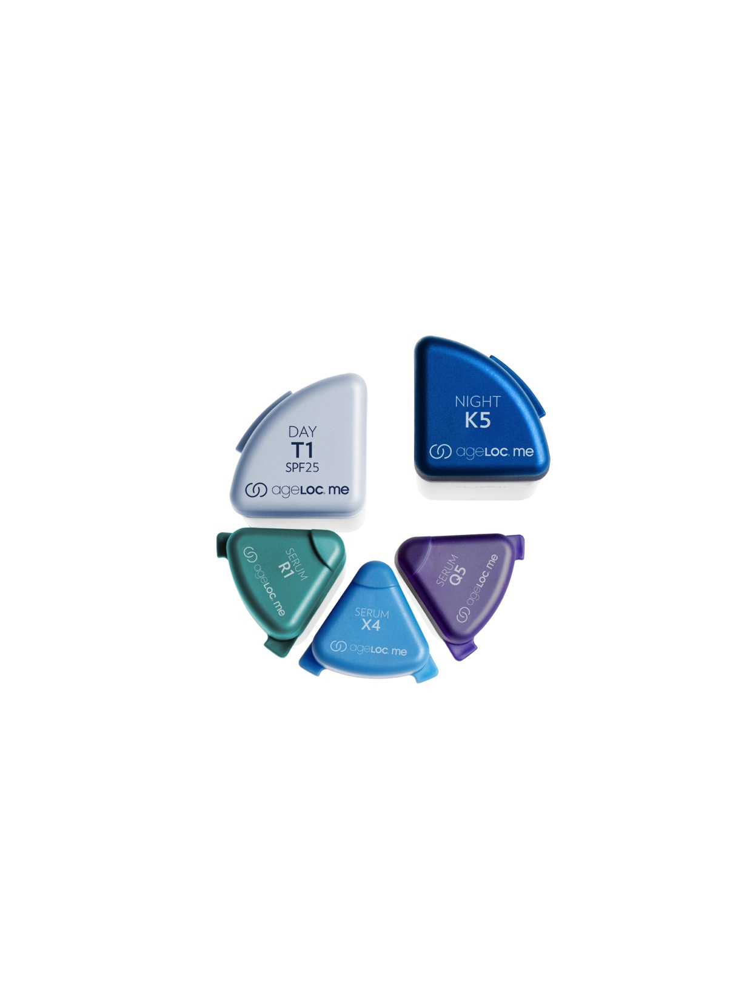 NIGHT
K5
ageLOC me
DAY
T1
SPF25
ageLOC® me
SERUM
R1
ageLOC me
SERUM
X4
ageLOC me
SERUM
Q5
ageLOC me